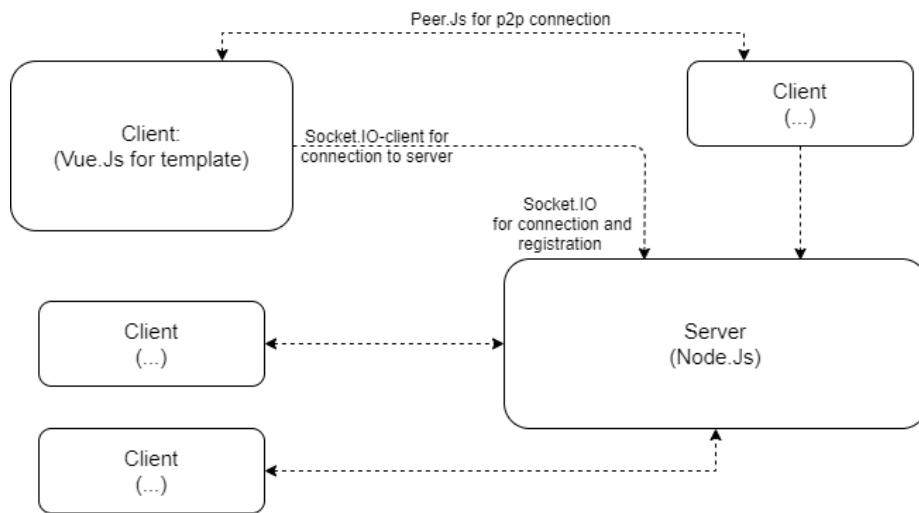 Peer.Js for p2p connection
Client:
(Vue.Js for template)
Client
(...)
Socket.IO-client for
connection to server
Socket.IO
for connection and
registration
Client
(...)
Server
(Node.Js)
Client
(...)